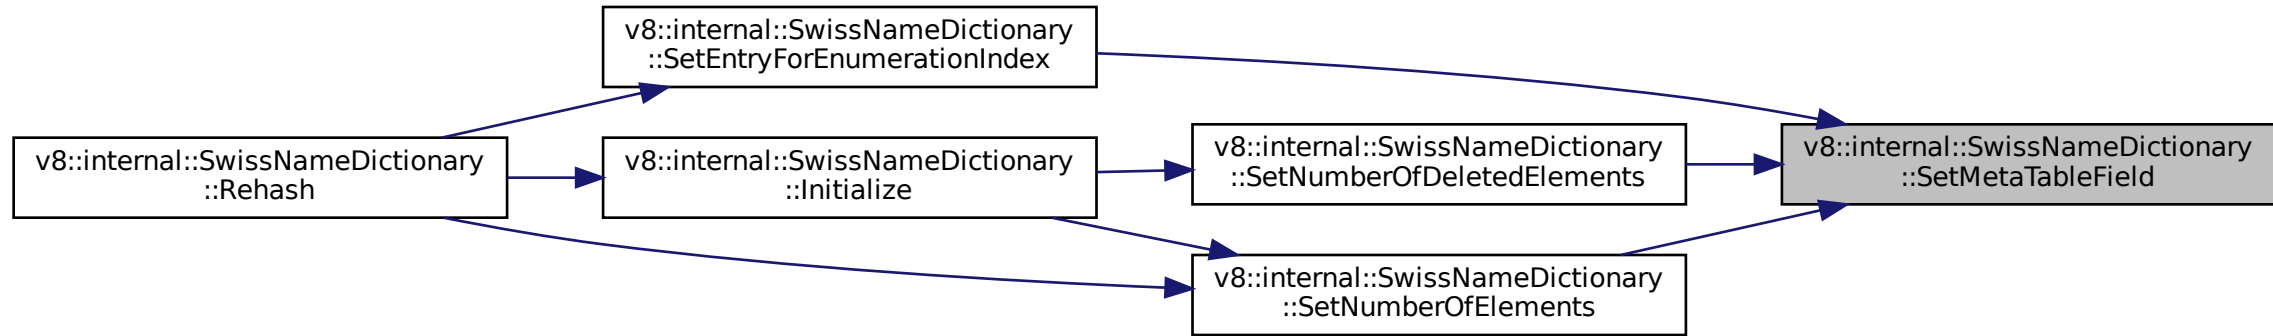 v8::internal::SwissNameDictionary
::SetEntryForEnumerationIndex
v8::internal::SwissNameDictionary
::Rehash
v8::internal::SwissNameDictionary
::Initialize
v8::internal::SwissNameDictionary
::SetNumberOfDeletedElements
v8::internal::SwissNameDictionary
::SetMetaTableField
v8::internal::SwissNameDictionary
::SetNumberOfElements